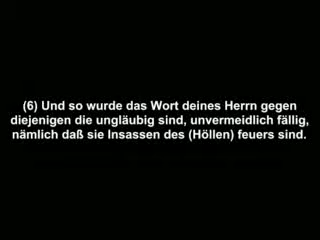 (6) Und so wurde das Wort deines Herrn gegen
diejenigen die ungläubig sind, unvermeidlich fällig,
nämlich daß sie Insassen des (Höllen) feuers sind.